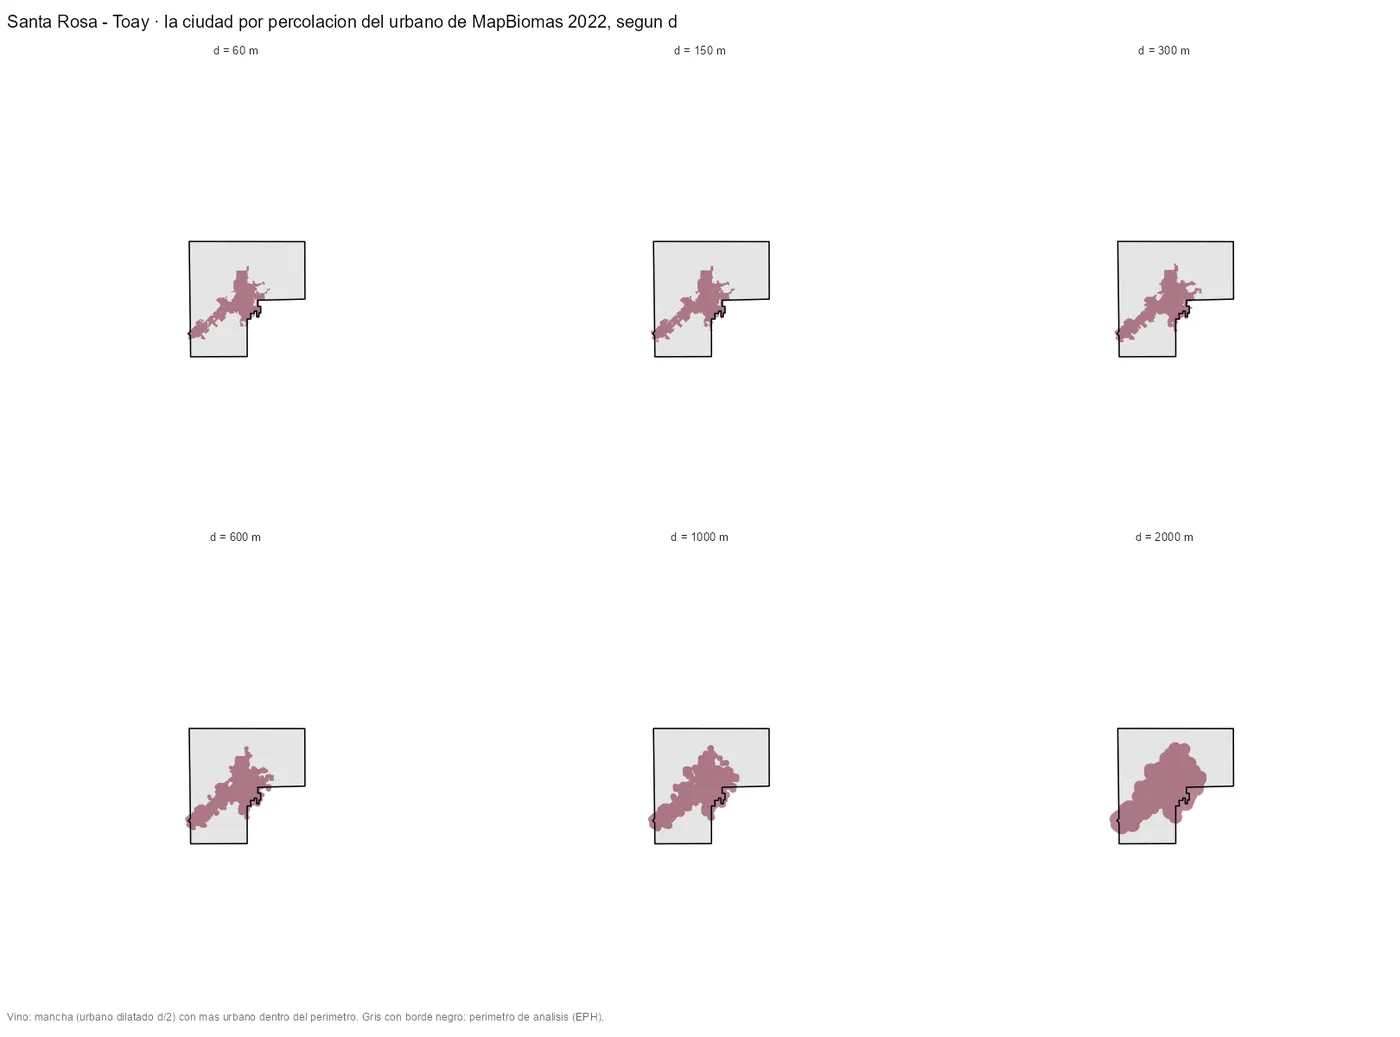 Santa Rosa - Toay · la ciudad por percolacion del urbano de MapBiomas 2022, segun d
d = 60 m
d = 150 m
d = 300 m
d = 600 m
d = 1000 m
d = 2000 m
Vino: mancha (urbano dilatado d/2) con mas urbano dentro del perimetro. Gris con borde negro: perimetro de analisis (EPH).